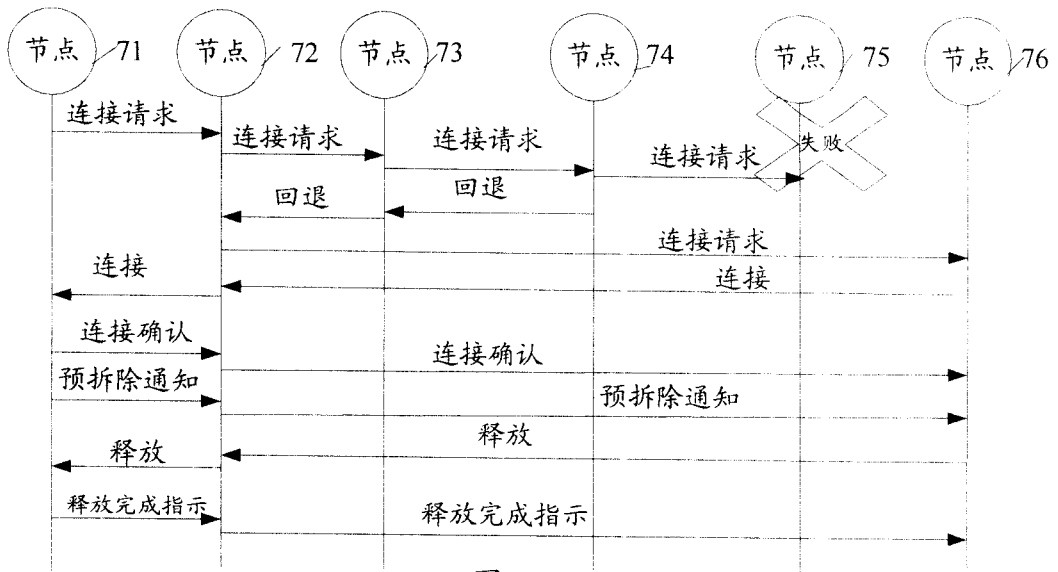 节点 71
节点 72
节点 73
节点 74
节点 75
节点 76
连接请求
连接请求
连接请求
连接请求
失败
回退
回退
连接请求
连接
连接
连接确认
连接确认
预拆除通知
预拆除通知
释放
释放
释放完成指示
释放完成指示